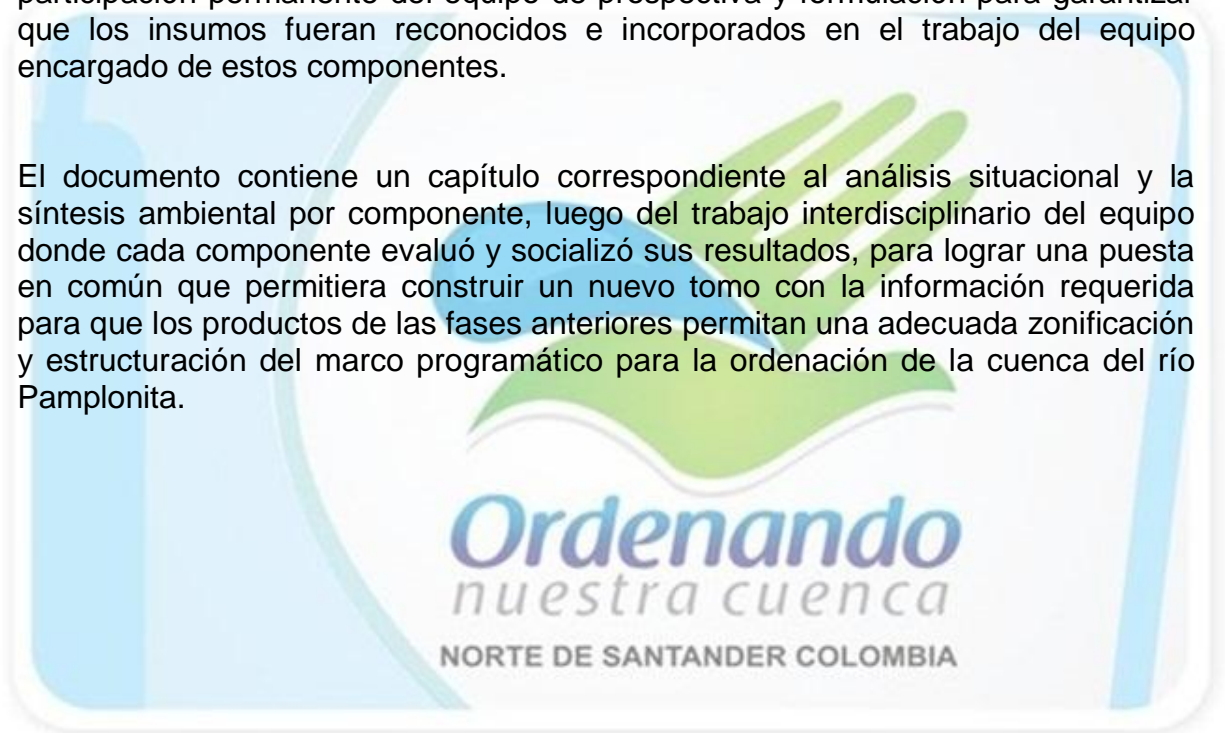 participación permanente del equipo de prospectiva y formulación para garantizar
que los insumos fueran reconocidos e incorporados en el trabajo del equipo
encargado de estos componentes.
El documento contiene un capítulo correspondiente al análisis situacional y la
síntesis ambiental por componente, luego del trabajo interdisciplinario del equipo
donde cada componente evaluó y socializó sus resultados, para lograr una puesta
en común que permitiera construir un nuevo tomo con la información requerida
para que los productos de las fases anteriores permitan una adecuada zonificación
y estructuración del marco programático para la ordenación de la cuenca del río
Pamplonita.
Ordenando
nuestra cuenca
NORTE DE SANTANDER COLOMBIA